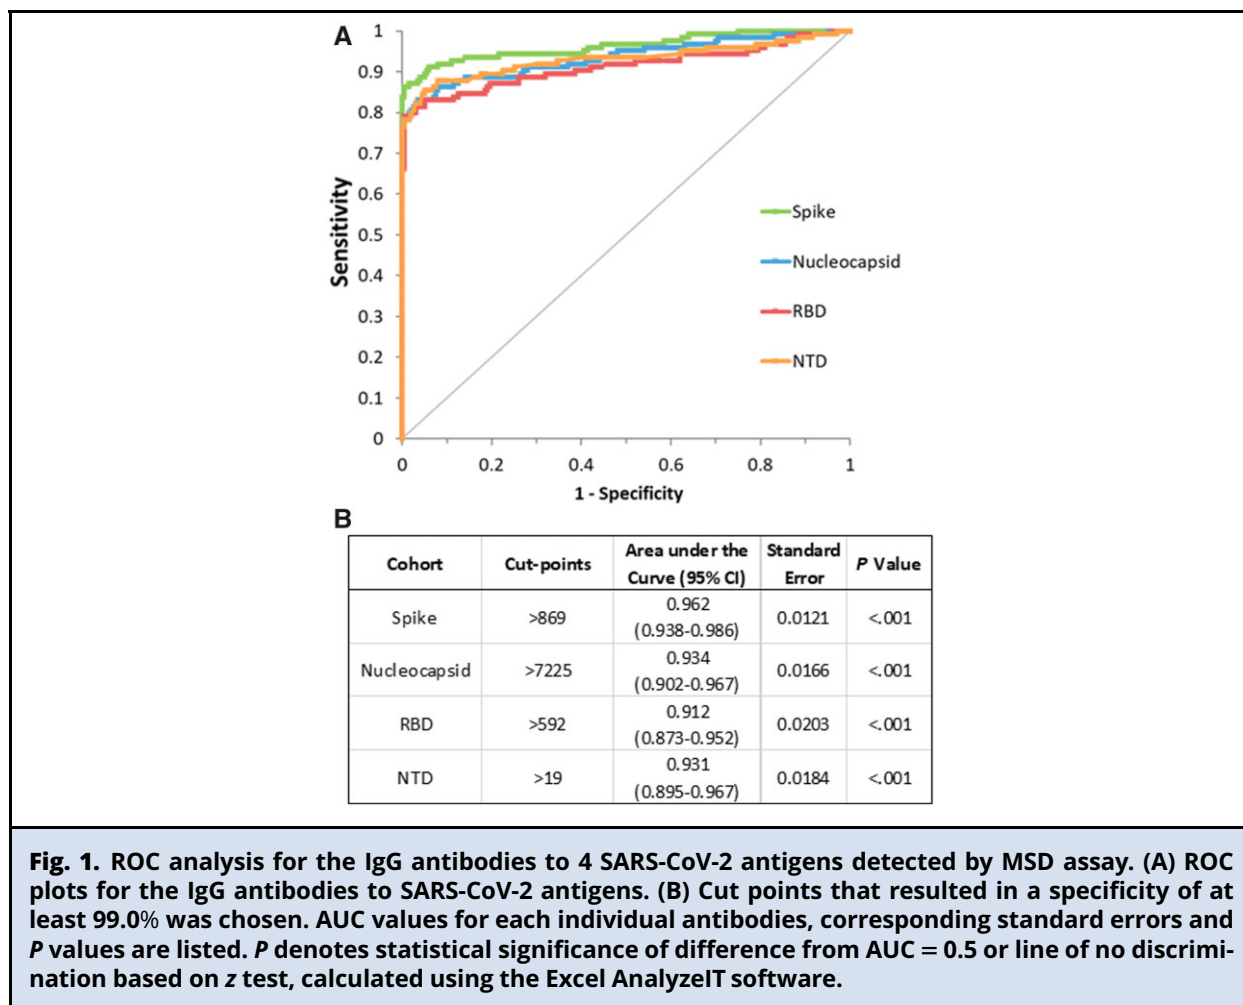 A
1
0.9
0.8
0.7
0.6
0.5
0.4
0.3
0.2
0.1
0
Sensitivity
Spike
Nucleocapsid
RBD
NTD
0 0.2 0.4 0.6 0.8 1
1 - Specificity
B
Cohort Cut-points Area under the Curve (95% CI) Standard Error P Value
Spike >869 0.962 (0.938-0.986) 0.0121 <.001
Nucleocapsid >7225 0.934 (0.902-0.967) 0.0166 <.001
RBD >592 0.912 (0.873-0.952) 0.0203 <.001
NTD >19 0.931 (0.895-0.967) 0.0184 <.001
Fig. 1. ROC analysis for the IgG antibodies to 4 SARS-CoV-2 antigens detected by MSD assay. (A) ROC
plots for the IgG antibodies to SARS-CoV-2 antigens. (B) Cut points that resulted in a specificity of at
least 99.0% was chosen. AUC values for each individual antibodies, corresponding standard errors and
P values are listed. P denotes statistical significance of difference from AUC = 0.5 or line of no discrimi-
nation based on z test, calculated using the Excel AnalyzeIT software.